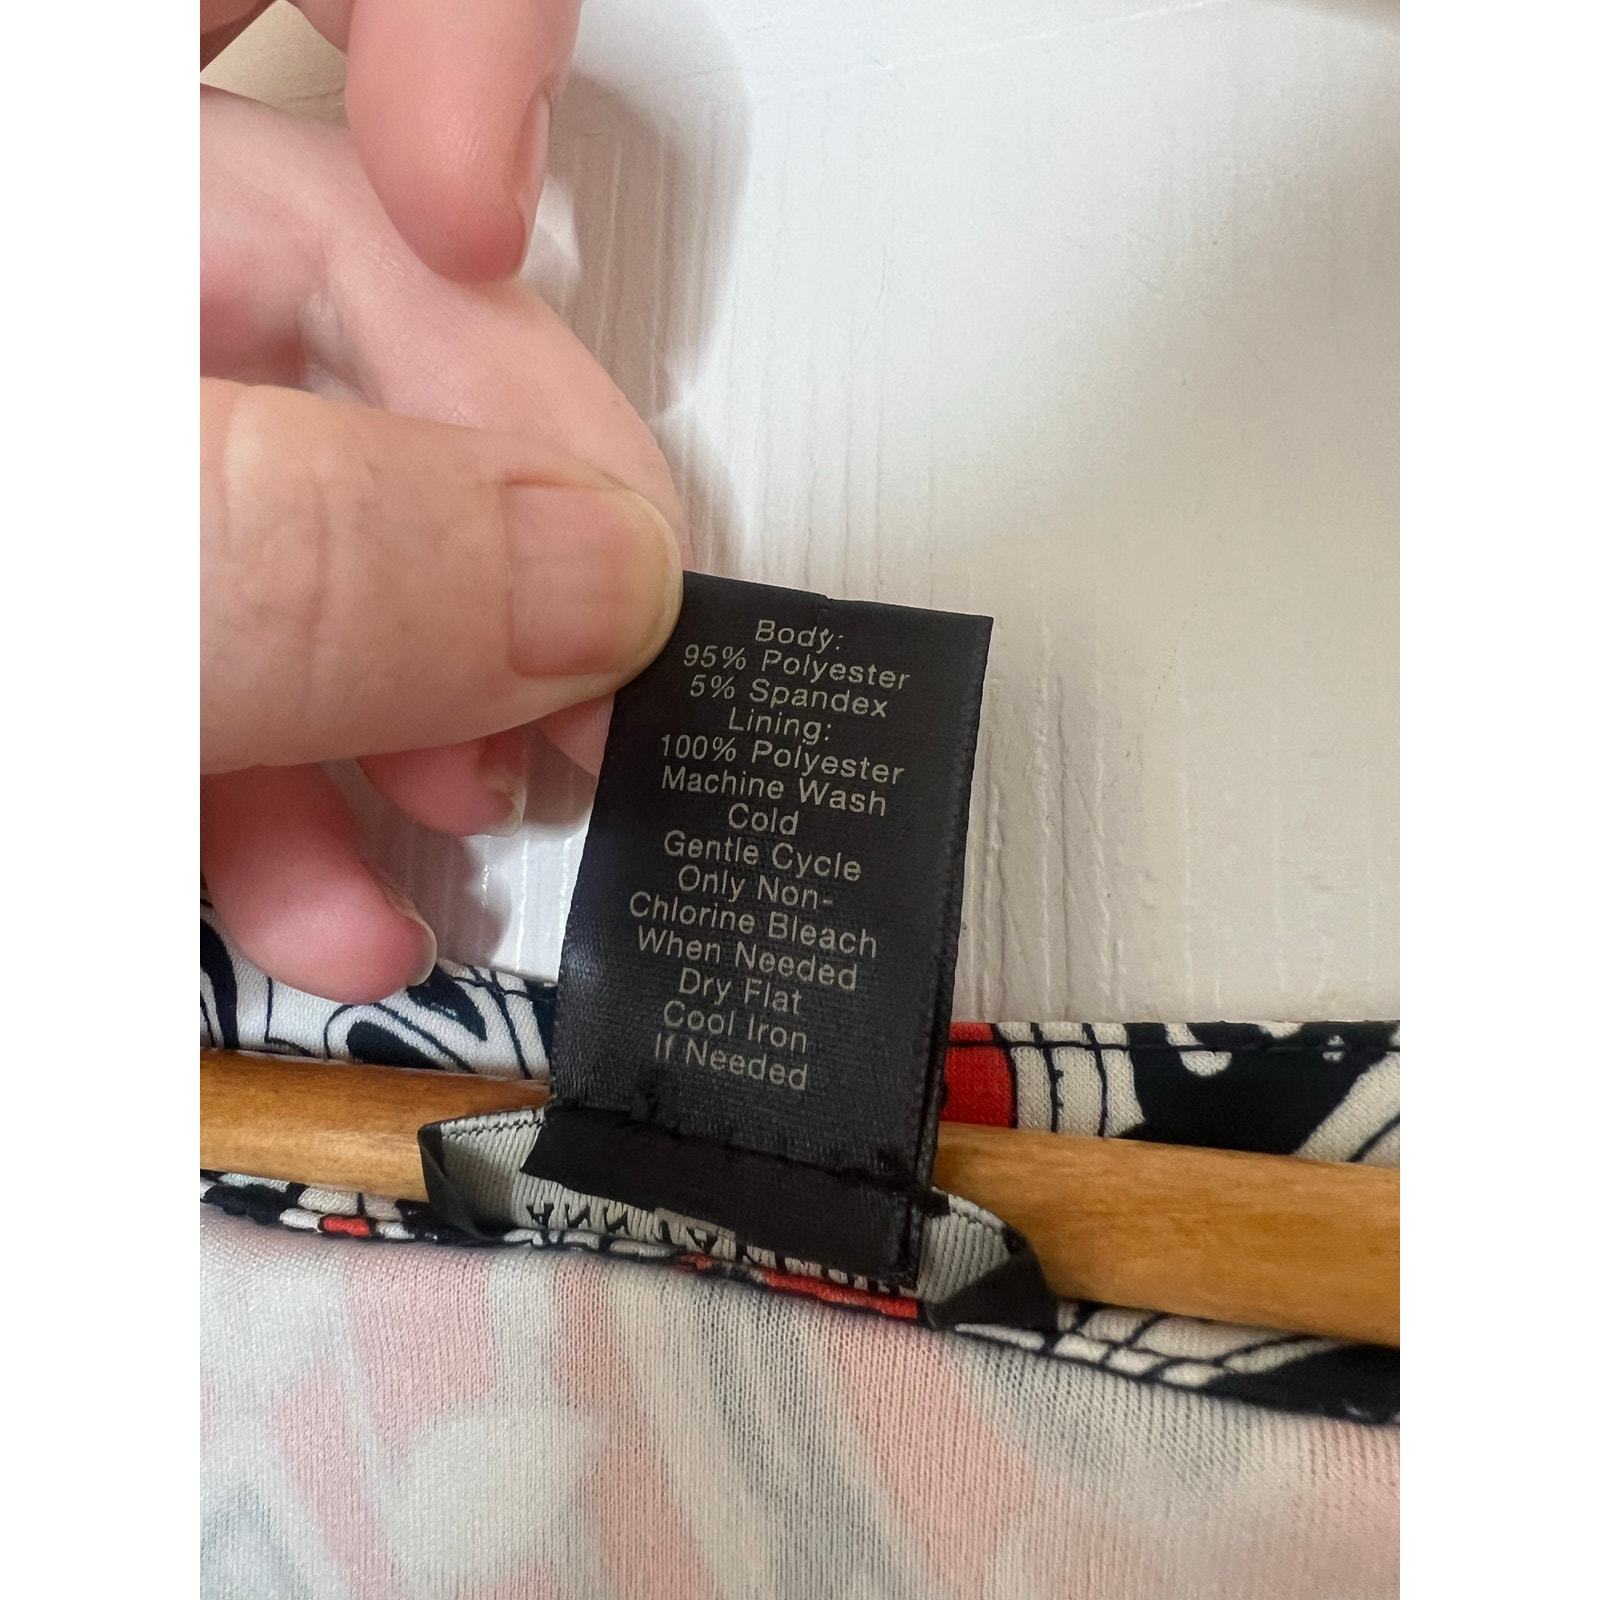 Body:
95% Polyester
5% Spandex
Lining:
100% Polyester
Machine Wash
Cold
Gentle Cycle
Only Non-
Chlorine Bleach
When Needed
Dry Flat
Cool Iron
If Needed